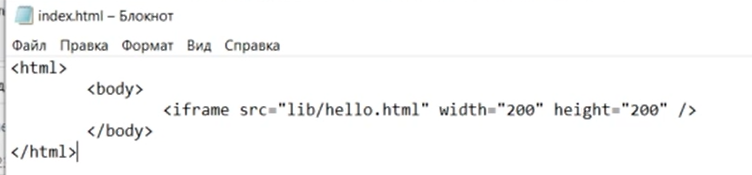 index.html – Блокнот
Файл Правка Формат Вид Справка
<html>
<body>
<iframe src="lib/hello.html" width="200" height="200" />
</body>
</html>